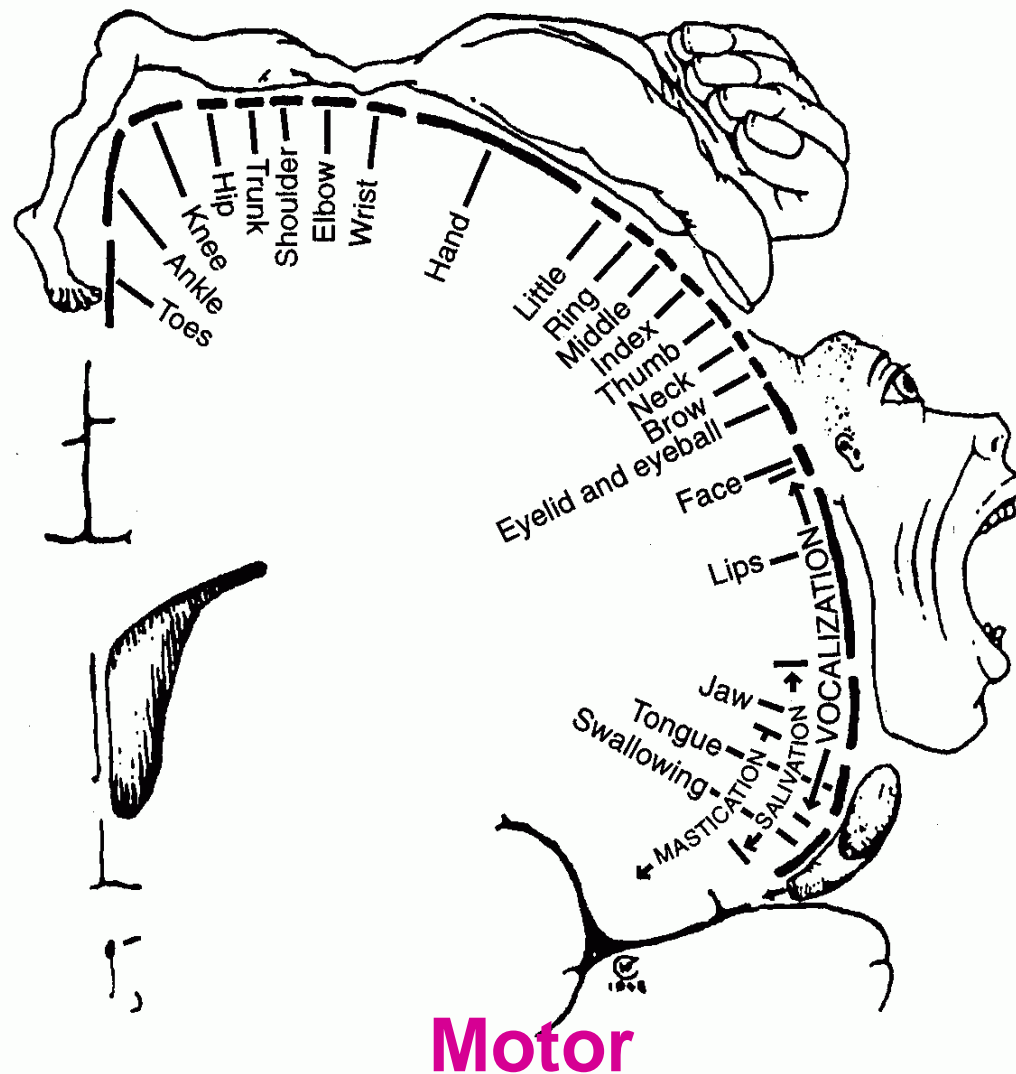 Toes
Ankle
Knee
Hip
Trunk
Shoulder
Elbow
Wrist
Hand
Little
Ring
Middle
Index
Thumb
Neck
Brow
Eyelid and eyeball
Face
Lips
VOCALIZATION
Jaw
Tongue
Swallowing
SALIVATION
MASTICATION
Motor